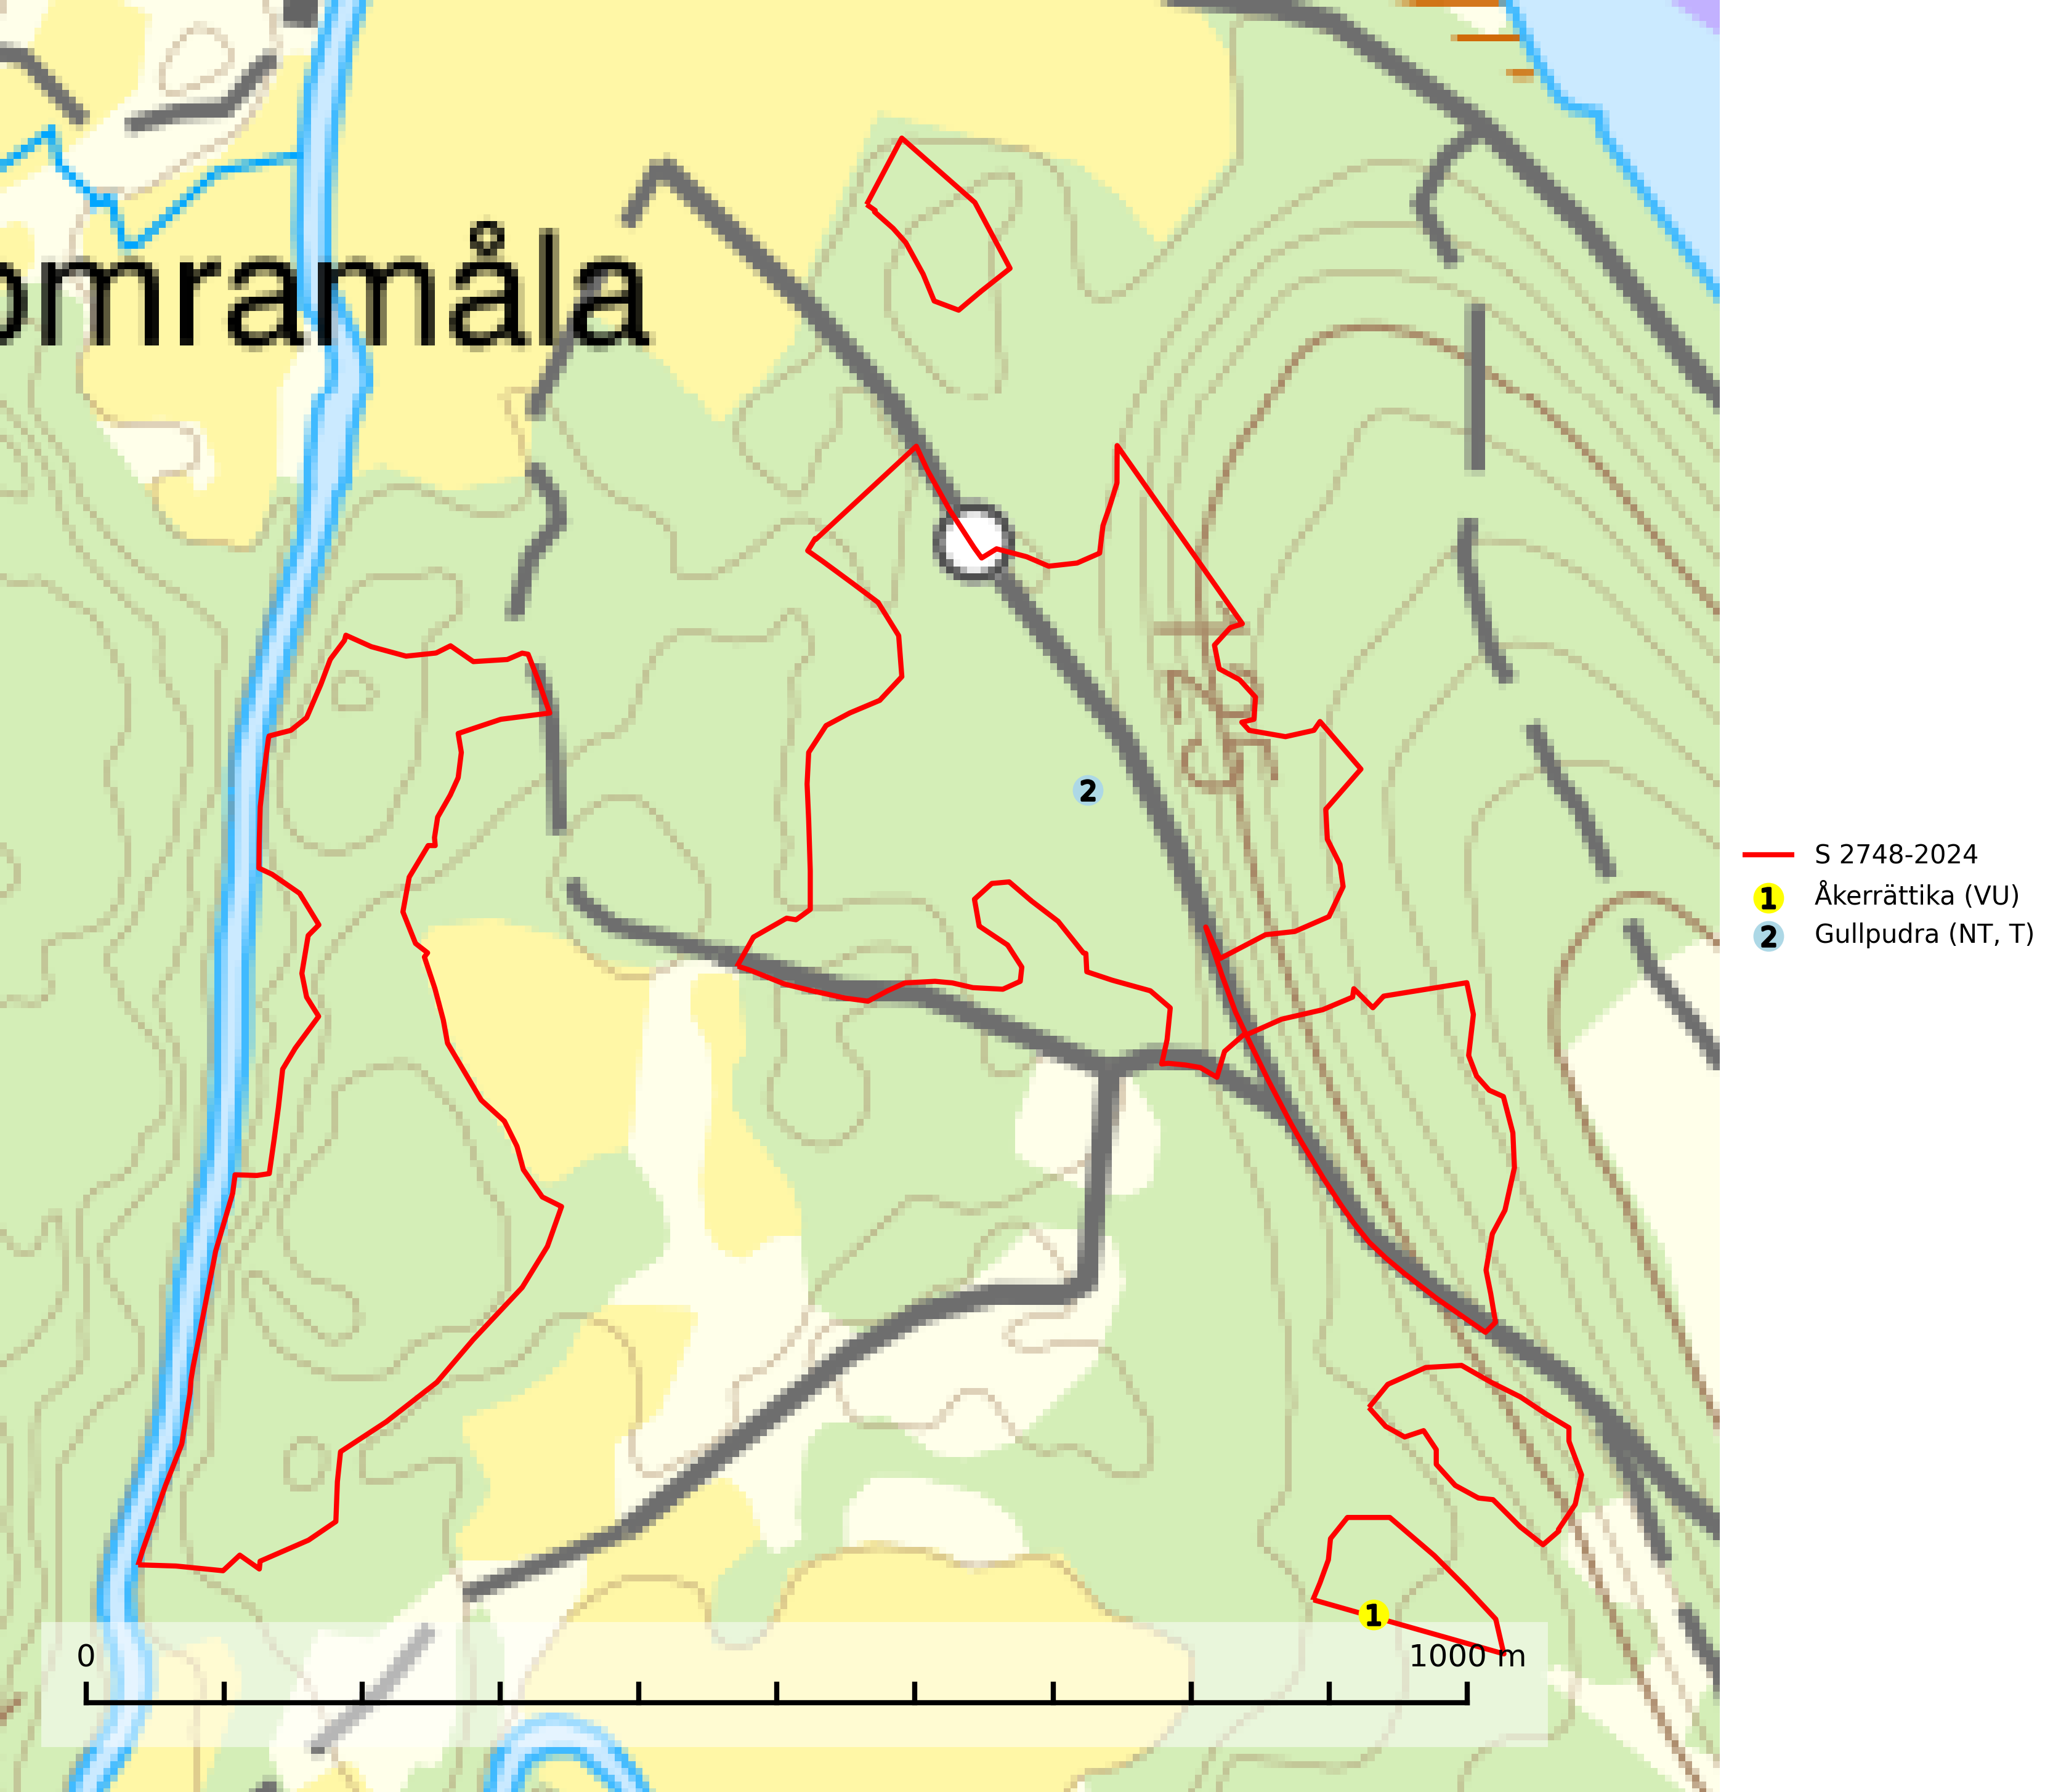 omramåla
2
S 2748-2024
1 Åkerrättika (VU)
2 Gullpudra (NT, T)
1
0
1000 m